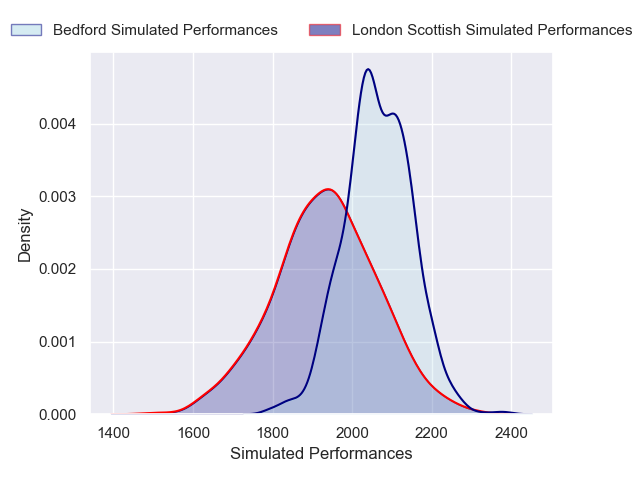 Bedford Simulated Performances London Scottish Simulated Performances
0.004
0.003
0.002
0.001
0.000
Density
1400 1600 1800 2000 2200 2400
Simulated Performances